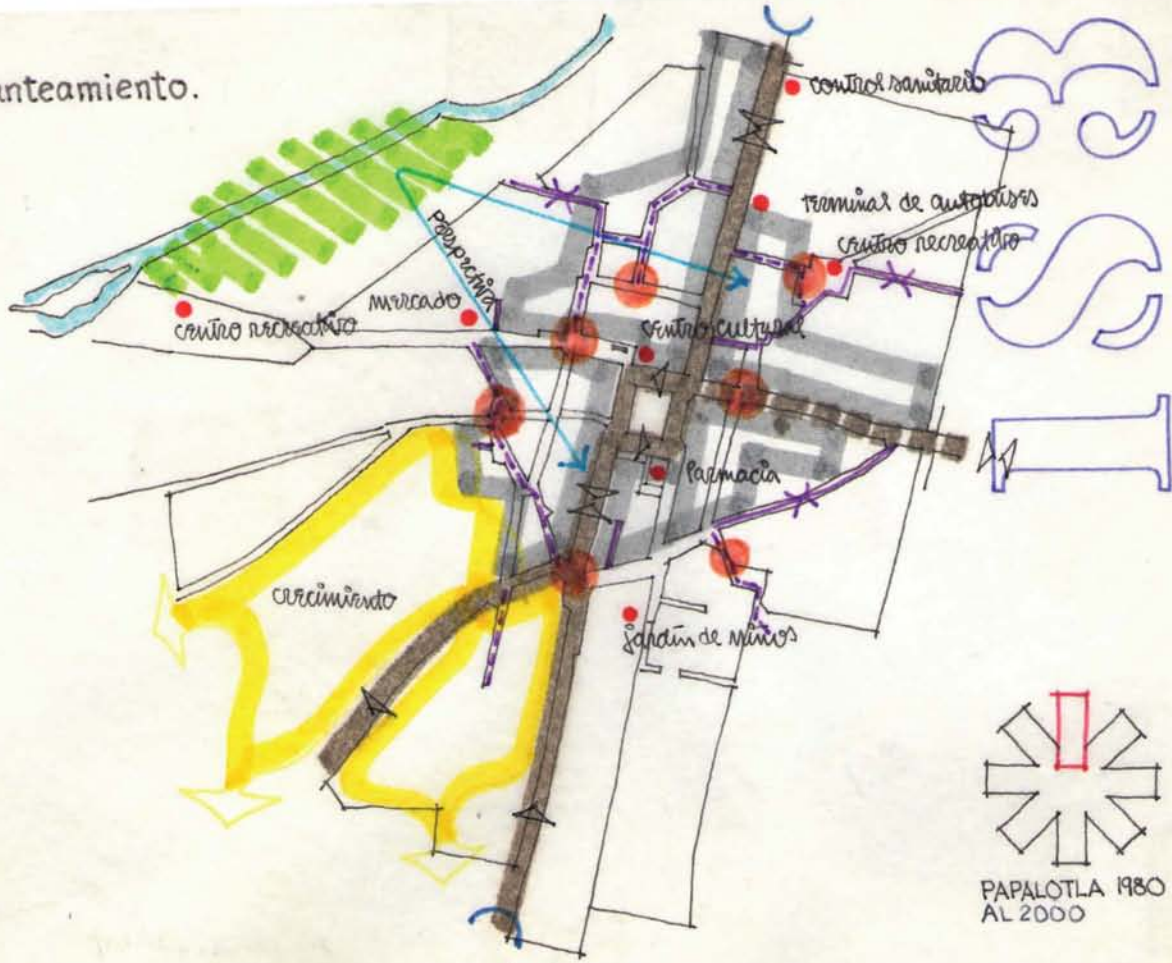 anteamiento.
control sanitario
terminal de autobuses
centro recreativo
perspectiva
mercado
centro recreativo
centro cultural
farmacia
crecimiento
jardín de niños
PAPALOTLA 1980
AL 2000